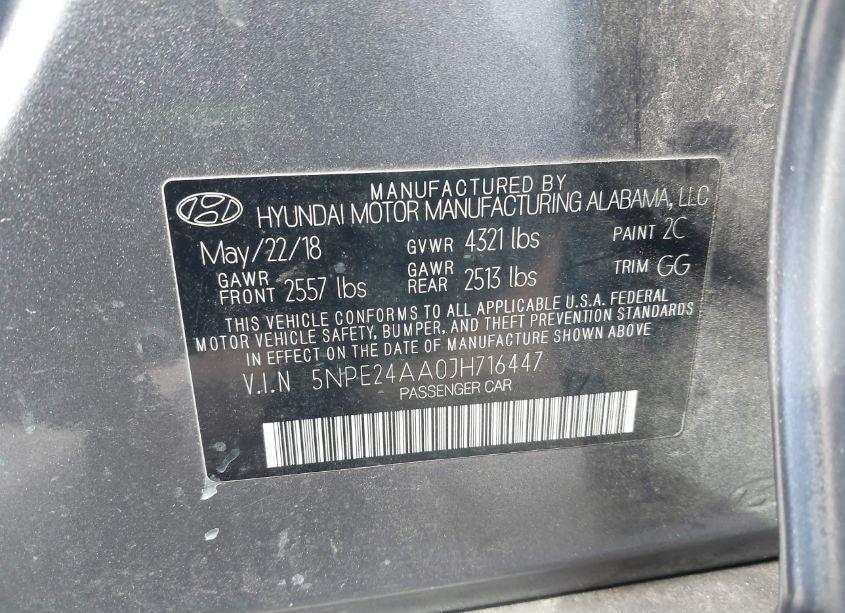 MANUFACTURED BY
HYUNDAI MOTOR MANUFACTURING ALABAMA, LLC
May/22/18 GVWR 4321 lbs PAINT 2C
GAWR FRONT 2557 lbs GAWR REAR 2513 lbs TRIM GG
THIS VEHICLE CONFORMS TO ALL APPLICABLE U.S.A. FEDERAL
MOTOR VEHICLE SAFETY, BUMPER, AND THEFT PREVENTION STANDARDS
IN EFFECT ON THE DATE OF MANUFACTURE SHOWN ABOVE
V.I.N 5NPE24AA0JH716447
PASSENGER CAR